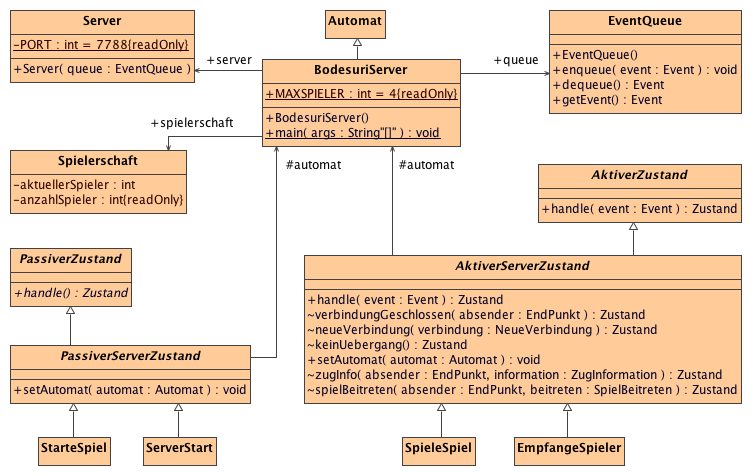 Server
-PORT : int = 7788{readOnly}
+Server( queue : EventQueue )
Automat
EventQueue
+EventQueue()
+enqueue( event : Event ) : void
+dequeue() : Event
+getEvent() : Event
+server
+queue
BodesuriServer
+MAXSPIELER : int = 4{readOnly}
+BodesuriServer()
+main( args : String"[]" ) : void
+spielerschaft
Spielerschaft
-aktuellerSpieler : int
-anzahlSpieler : int{readOnly}
#automat
#automat
AktiverZustand
+handle( event : Event ) : Zustand
PassiverZustand
+handle() : Zustand
AktiverServerZustand
+handle( event : Event ) : Zustand
~verbindungGeschlossen( absender : EndPunkt ) : Zustand
~neueVerbindung( verbindung : NeueVerbindung ) : Zustand
~keinUebergang() : Zustand
+setAutomat( automat : Automat ) : void
~zugInfo( absender : EndPunkt, information : ZugInformation ) : Zustand
~spielBeitreten( absender : EndPunkt, beitreten : SpielBeitreten ) : Zustand
PassiverServerZustand
+setAutomat( automat : Automat ) : void
StarteSpiel
ServerStart
SpieleSpiel
EmpfangeSpieler